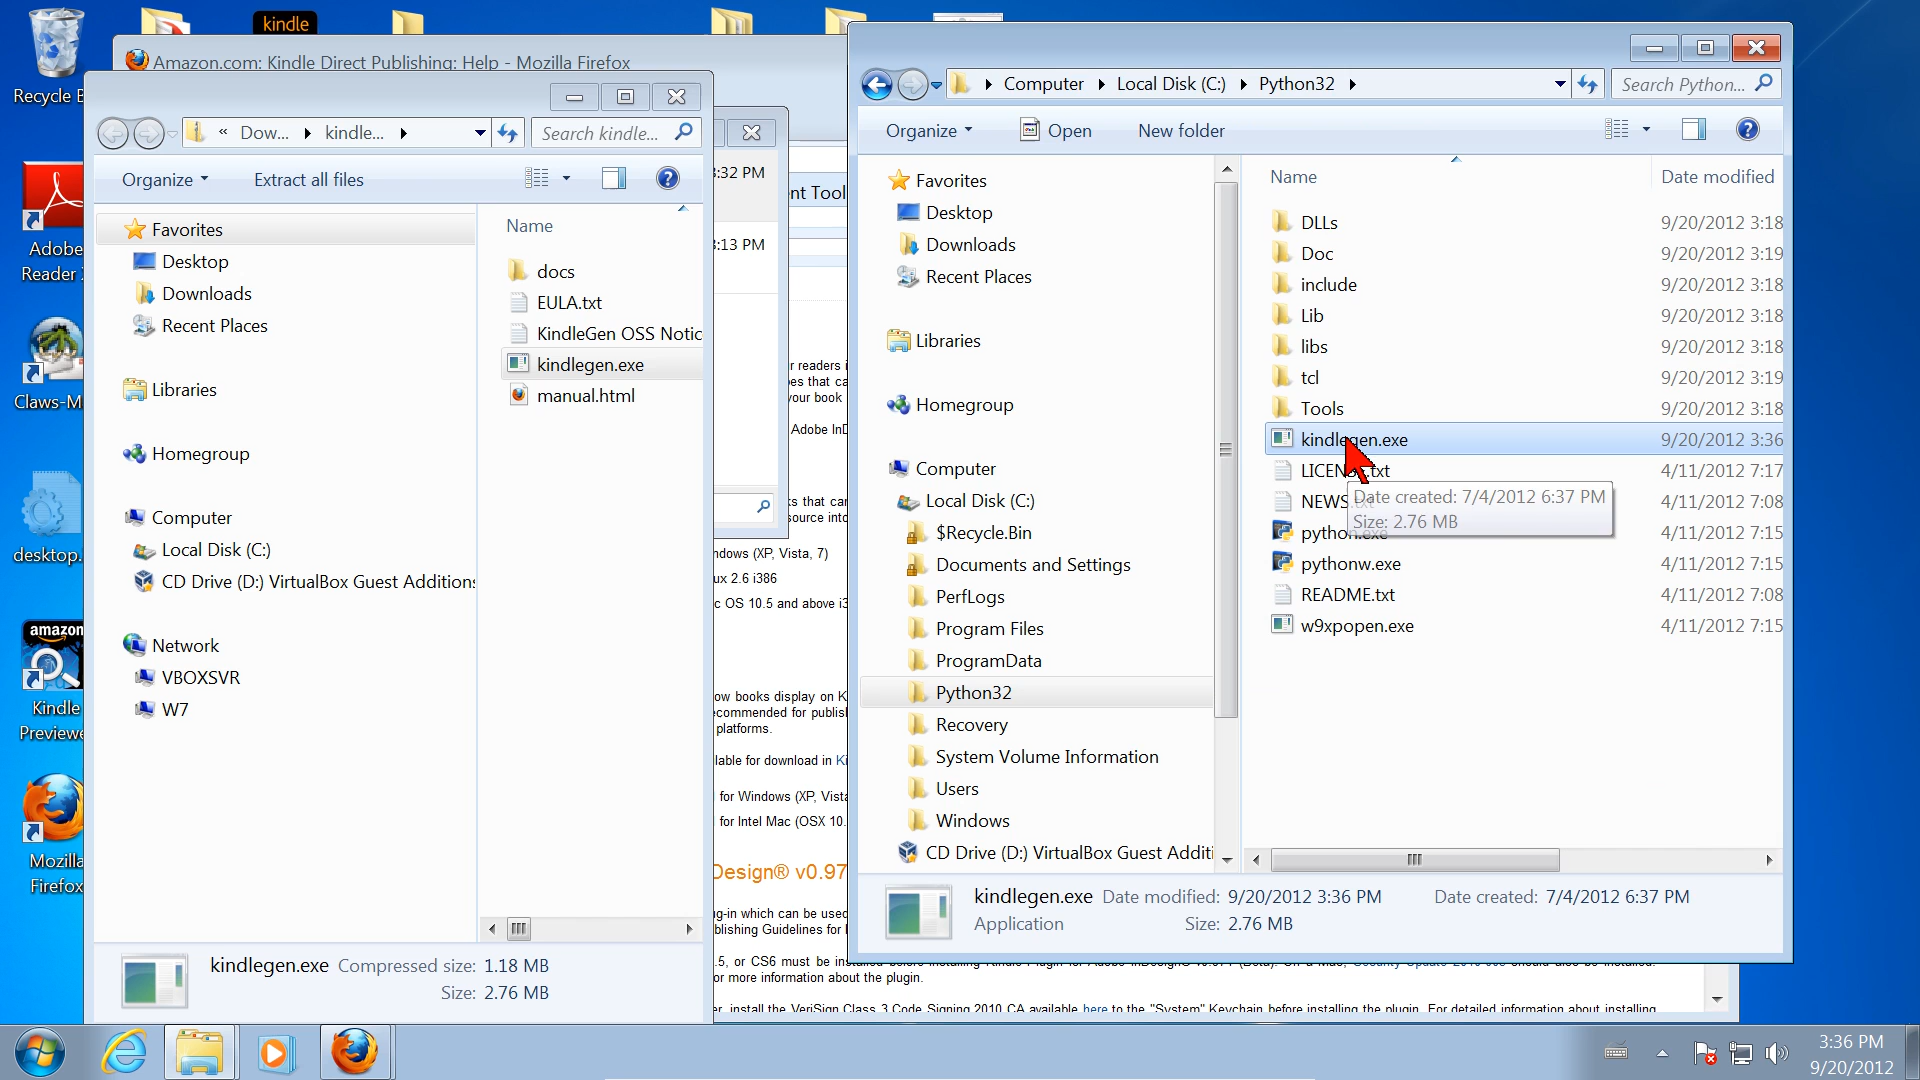 Recycle B
Adobe
Reader
Claws-M
desktop.
amazon
Kindle
Previewe
Mozilla
Firefox
kindle
Amazon.com: Kindle Direct Publishing: Help - Mozilla Firefox
« Dow... kindle...
Search kindle...
Organize
Extract all files
Favorites
Desktop
Downloads
Recent Places
Libraries
Homegroup
Computer
Local Disk (C:)
CD Drive (D:) VirtualBox Guest Additions
Network
VBOXSVR
W7
Name
docs
EULA.txt
KindleGen OSS Notic
kindlegen.exe
manual.html
kindlegen.exe Compressed size: 1.18 MB
Size: 2.76 MB
:32 PM
:13 PM
ent Tool
r readers i
es that ca
your book
Adobe InD
ks that can
source into
ndows (XP, Vista, 7)
ux 2.6 i386
c OS 10.5 and above i3
ow books display on K
ecommended for publish
platforms.
lable for download in Ki
for Windows (XP, Vista
for Intel Mac (OSX 10.
Design® v0.97
ug-in which can be used
blishing Guidelines for
or more information about the plugin.
er, install the VeriSign Class 3 Code Signing 2010 CA available here to the "System" Keychain before installing the plugin. For detailed information about installing
Computer Local Disk (C:) Python32
Search Python...
Organize
Open
New folder
Favorites
Desktop
Downloads
Recent Places
Libraries
Homegroup
Computer
Local Disk (C:)
$Recycle.Bin
Documents and Settings
PerfLogs
Program Files
ProgramData
Python32
Recovery
System Volume Information
Users
Windows
CD Drive (D:) VirtualBox Guest Additi
Name Date modified
DLLs 9/20/2012 3:18
Doc 9/20/2012 3:19
include 9/20/2012 3:18
Lib 9/20/2012 3:18
libs 9/20/2012 3:18
tcl 9/20/2012 3:19
Tools 9/20/2012 3:18
kindlegen.exe 9/20/2012 3:36
LICENSE.txt 4/11/2012 7:17
NEWS.txt 4/11/2012 7:08
python.exe 4/11/2012 7:15
pythonw.exe 4/11/2012 7:15
README.txt 4/11/2012 7:08
w9xpopen.exe 4/11/2012 7:15
Date created: 7/4/2012 6:37 PM
Size: 2.76 MB
kindlegen.exe Date modified: 9/20/2012 3:36 PM Date created: 7/4/2012 6:37 PM
Application Size: 2.76 MB
3:36 PM
9/20/2012